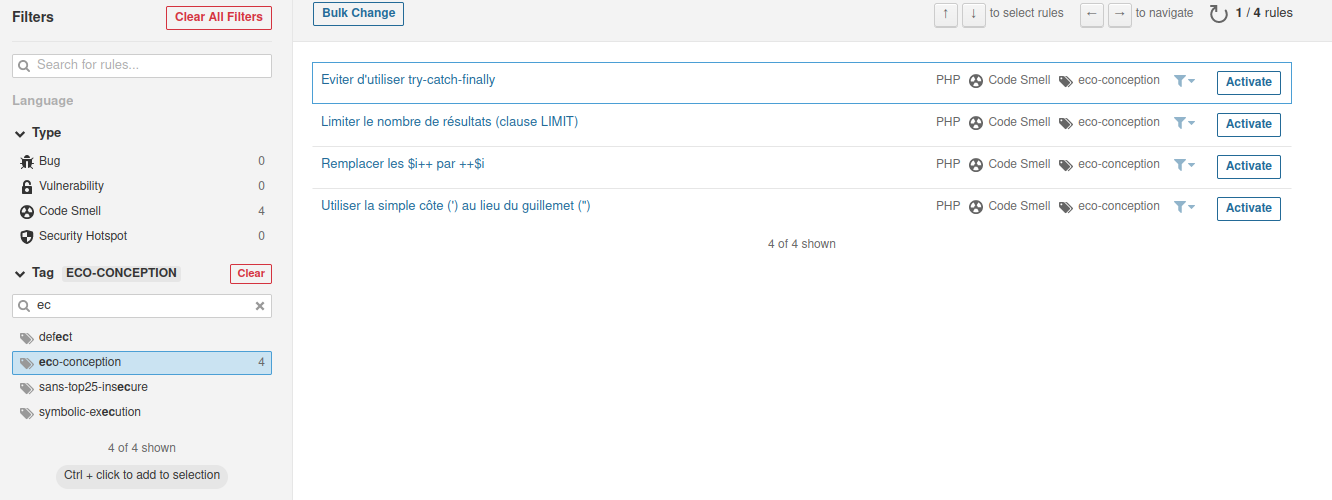 Filters
Clear All Filters
Search for rules...
Language
Type
Bug 0
Vulnerability 0
Code Smell 4
Security Hotspot 0
Tag ECO-CONCEPTION Clear
ec
defect
eco-conception 4
sans-top25-insecure
symbolic-execution
4 of 4 shown
Ctrl + click to add to selection
Bulk Change
↑ ↓ to select rules ← → to navigate 1 / 4 rules
Eviter d'utiliser try-catch-finally PHP Code Smell eco-conception Activate
Limiter le nombre de résultats (clause LIMIT) PHP Code Smell eco-conception Activate
Remplacer les $i++ par ++$i PHP Code Smell eco-conception Activate
Utiliser la simple côte (') au lieu du guillemet (") PHP Code Smell eco-conception Activate
4 of 4 shown